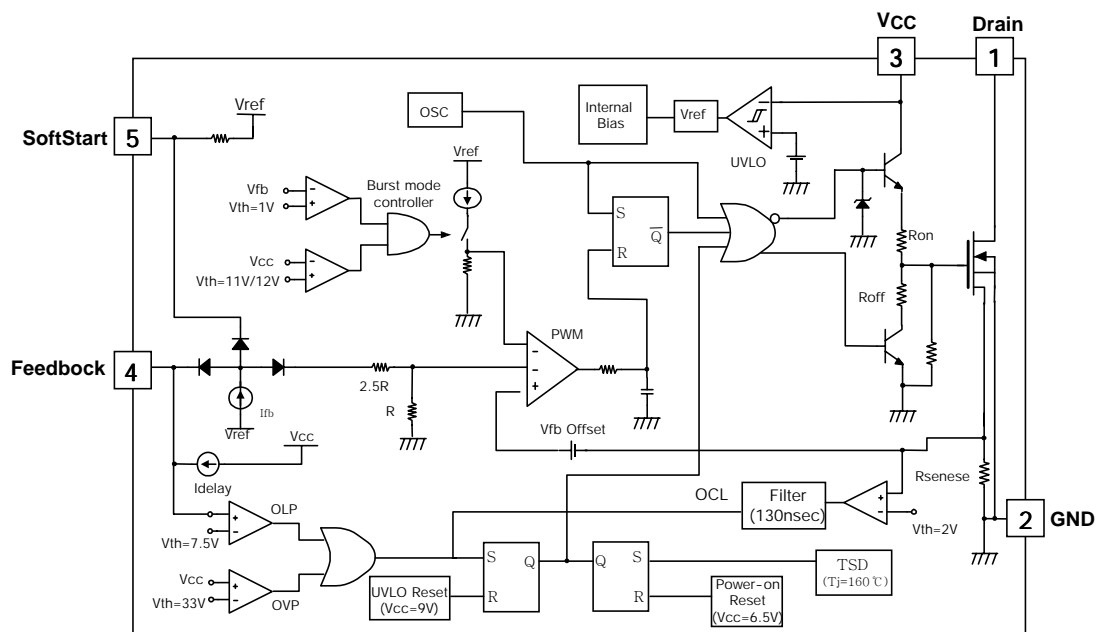 VCC
Drain
3
1
OSC
Internal
Bias
Vref
UVLO
Vref
SoftStart
5
Vref
Vfb
Vth=1V
Burst mode
controller
Vcc
Vth=11V/12V
S
Q
R
Ron
Roff
PWM
Feedbock
4
2.5R
R
Ifb
Vref
Vcc
Idelay
Vfb Offset
Rsenese
OCL
Filter
(130nsec)
Vth=2V
2
GND
OLP
Vth=7.5V
Vcc
Vth=33V
OVP
UVLO Reset
(Vcc=9V)
S
Q
R
Q
S
R
TSD
(Tj=160℃)
Power-on
Reset
(Vcc=6.5V)